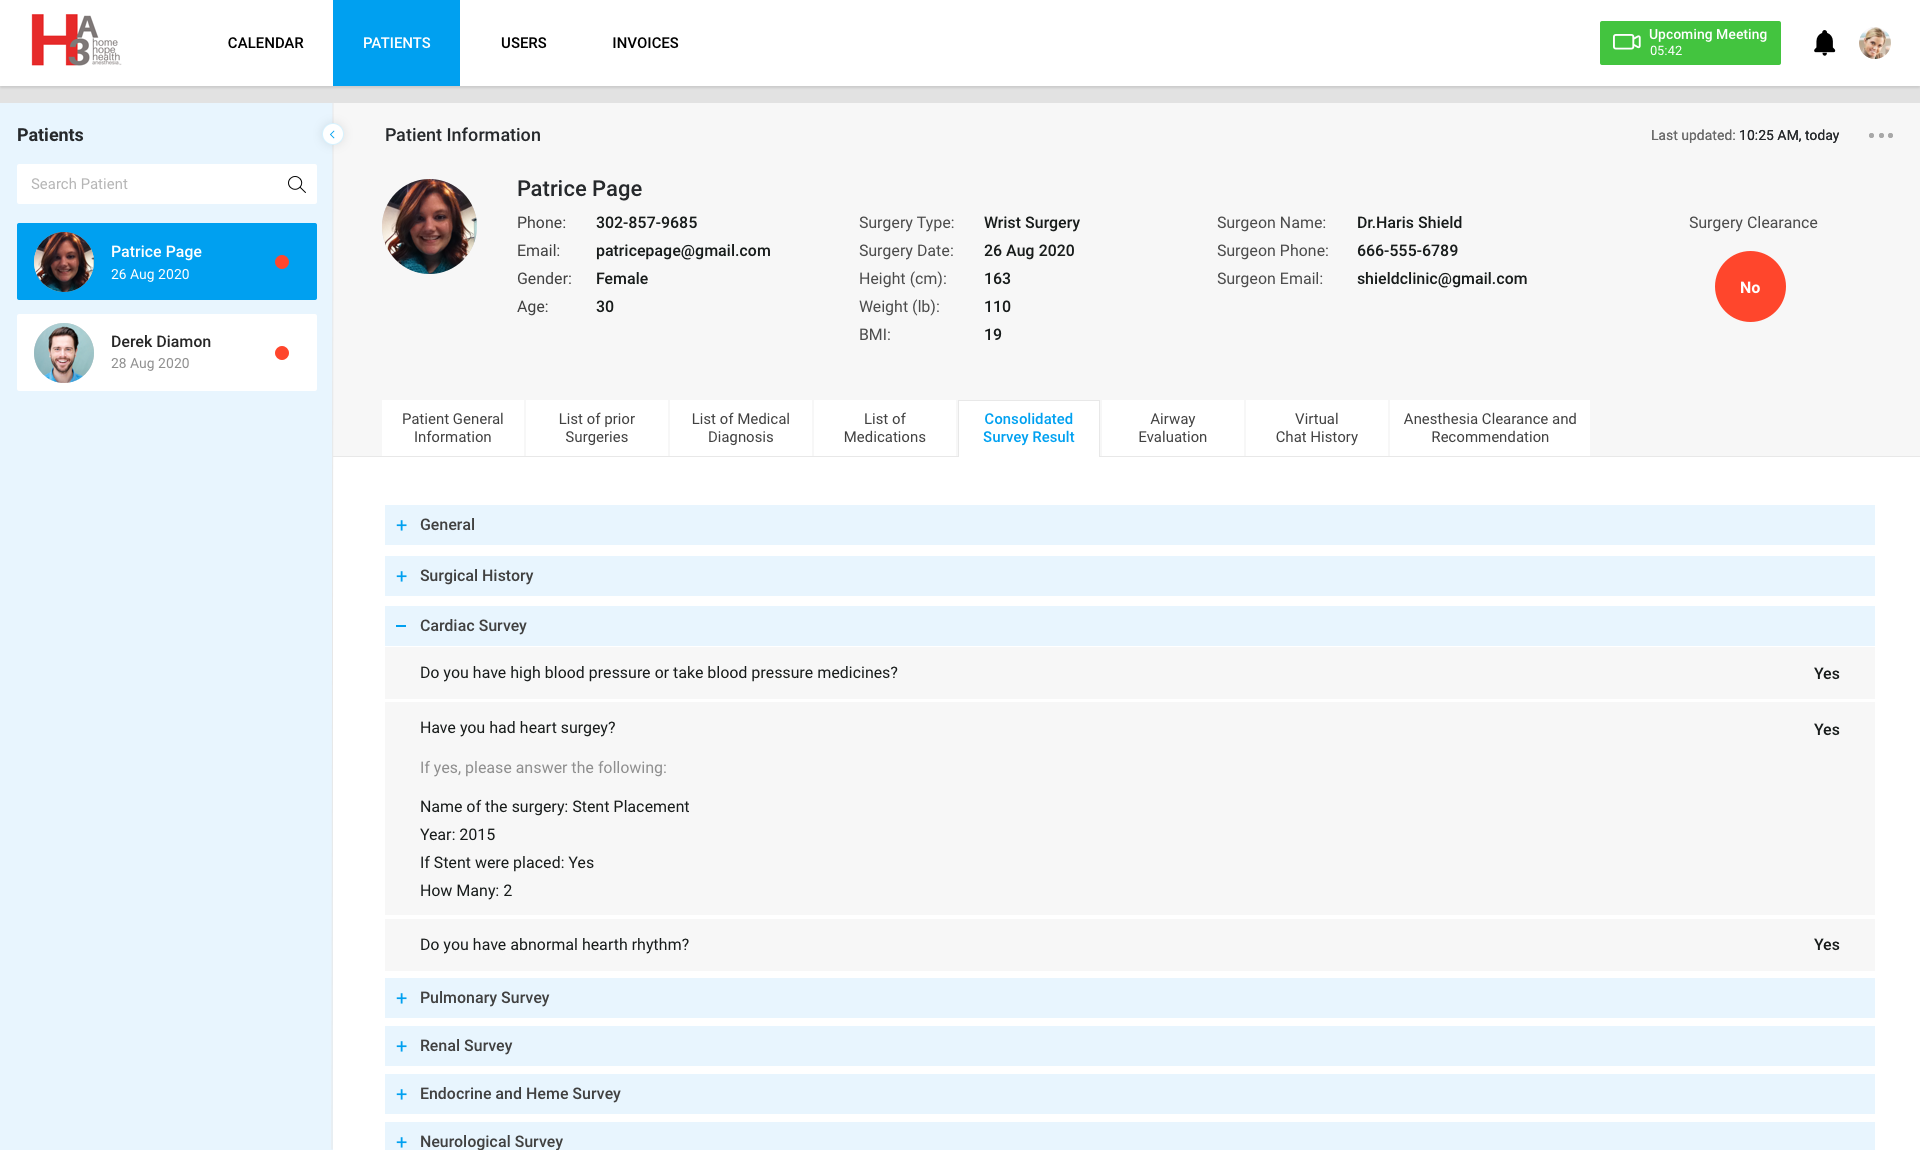 HA3 home
hope
health
anesthesia
CALENDAR
PATIENTS
USERS
INVOICES
Upcoming Meeting
05:42
Patients
Search Patient
Patrice Page
26 Aug 2020
Derek Diamon
28 Aug 2020
Patient Information
Last updated: 10:25 AM, today
Patrice Page
Phone: 302-857-9685
Email: patricepage@gmail.com
Gender: Female
Age: 30
Surgery Type: Wrist Surgery
Surgery Date: 26 Aug 2020
Height (cm): 163
Weight (lb): 110
BMI: 19
Surgeon Name: Dr.Haris Shield
Surgeon Phone: 666-555-6789
Surgeon Email: shieldclinic@gmail.com
Surgery Clearance
No
Patient General
Information
List of prior
Surgeries
List of Medical
Diagnosis
List of
Medications
Consolidated
Survey Result
Airway
Evaluation
Virtual
Chat History
Anesthesia Clearance and
Recommendation
General
Surgical History
Cardiac Survey
Do you have high blood pressure or take blood pressure medicines? Yes
Have you had heart surgey? Yes
If yes, please answer the following:
Name of the surgery: Stent Placement
Year: 2015
If Stent were placed: Yes
How Many: 2
Do you have abnormal hearth rhythm? Yes
Pulmonary Survey
Renal Survey
Endocrine and Heme Survey
Neurological Survey